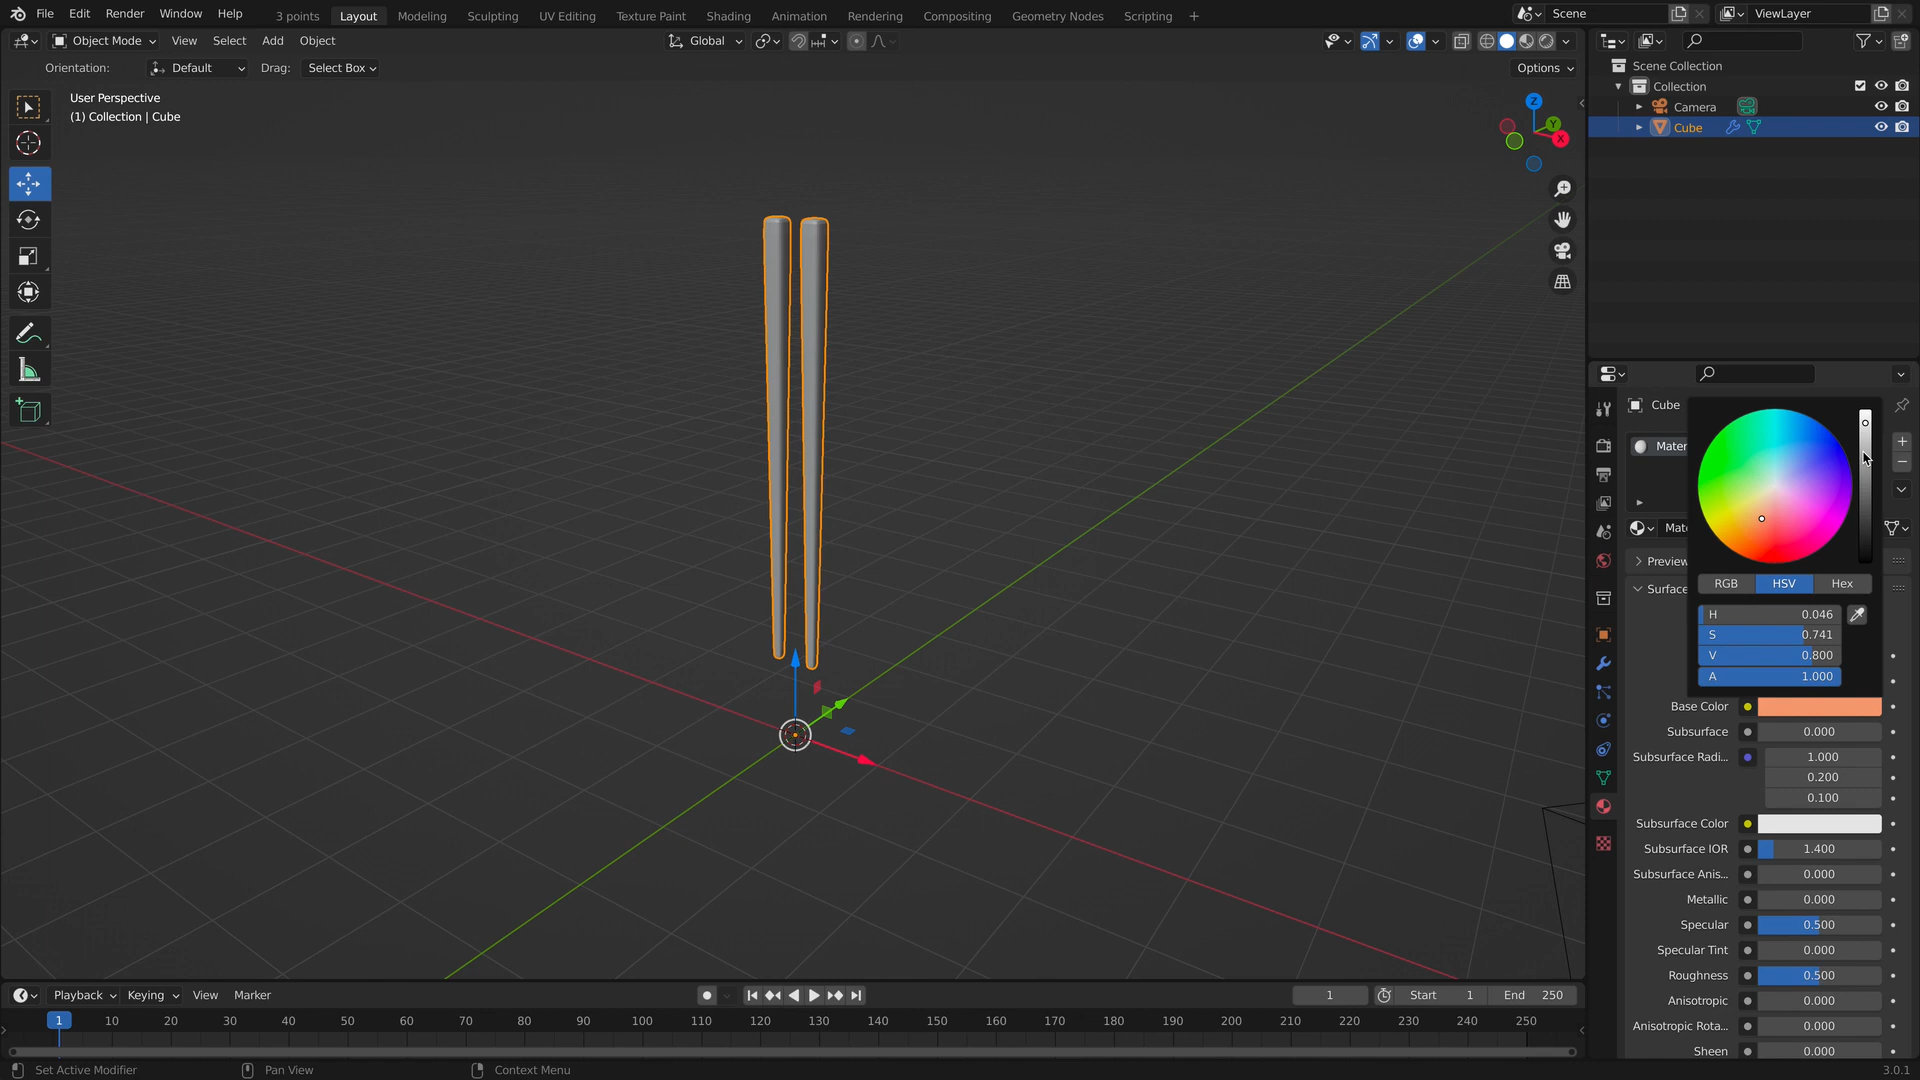 File Edit Render Window Help 3 points Layout Modeling Sculpting UV Editing Texture Paint Shading Animation Rendering Compositing Geometry Nodes Scripting + Scene ViewLayer
Object Mode View Select Add Object Global
Orientation: Default Drag: Select Box Options
User Perspective
(1) Collection | Cube
Z
Y
X
Scene Collection
Collection
Camera
Cube
Cube
Mater
Mate
Preview
Surface
RGB HSV Hex
H 0.046
S 0.741
V 0.800
A 1.000
Base Color
Subsurface 0.000
Subsurface Radi... 1.000
0.200
0.100
Subsurface Color
Subsurface IOR 1.400
Subsurface Anis... 0.000
Metallic 0.000
Specular 0.500
Specular Tint 0.000
Roughness 0.500
Anisotropic 0.000
Anisotropic Rota... 0.000
Sheen 0.000
Playback Keying View Marker 1 Start 1 End 250
1 10 20 30 40 50 60 70 80 90 100 110 120 130 140 150 160 170 180 190 200 210 220 230 240 250
Set Active Modifier Pan View Context Menu 3.0.1